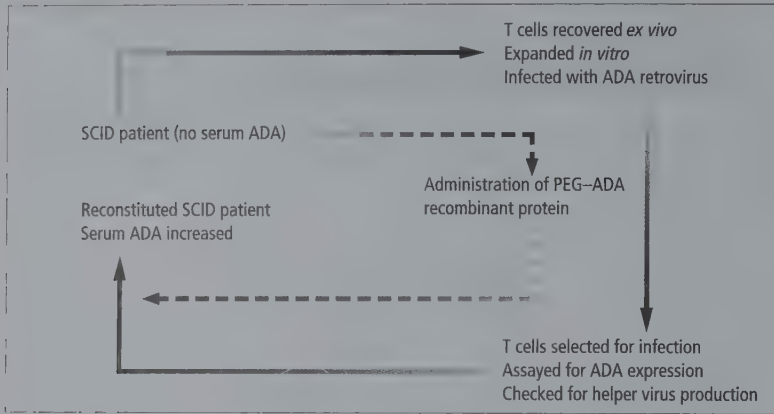 T cells recovered ex vivo
Expanded in vitro
Infected with ADA retrovirus
SCID patient (no serum ADA)
Administration of PEG–ADA
recombinant protein
Reconstituted SCID patient
Serum ADA increased
T cells selected for infection
Assayed for ADA expression
Checked for helper virus production